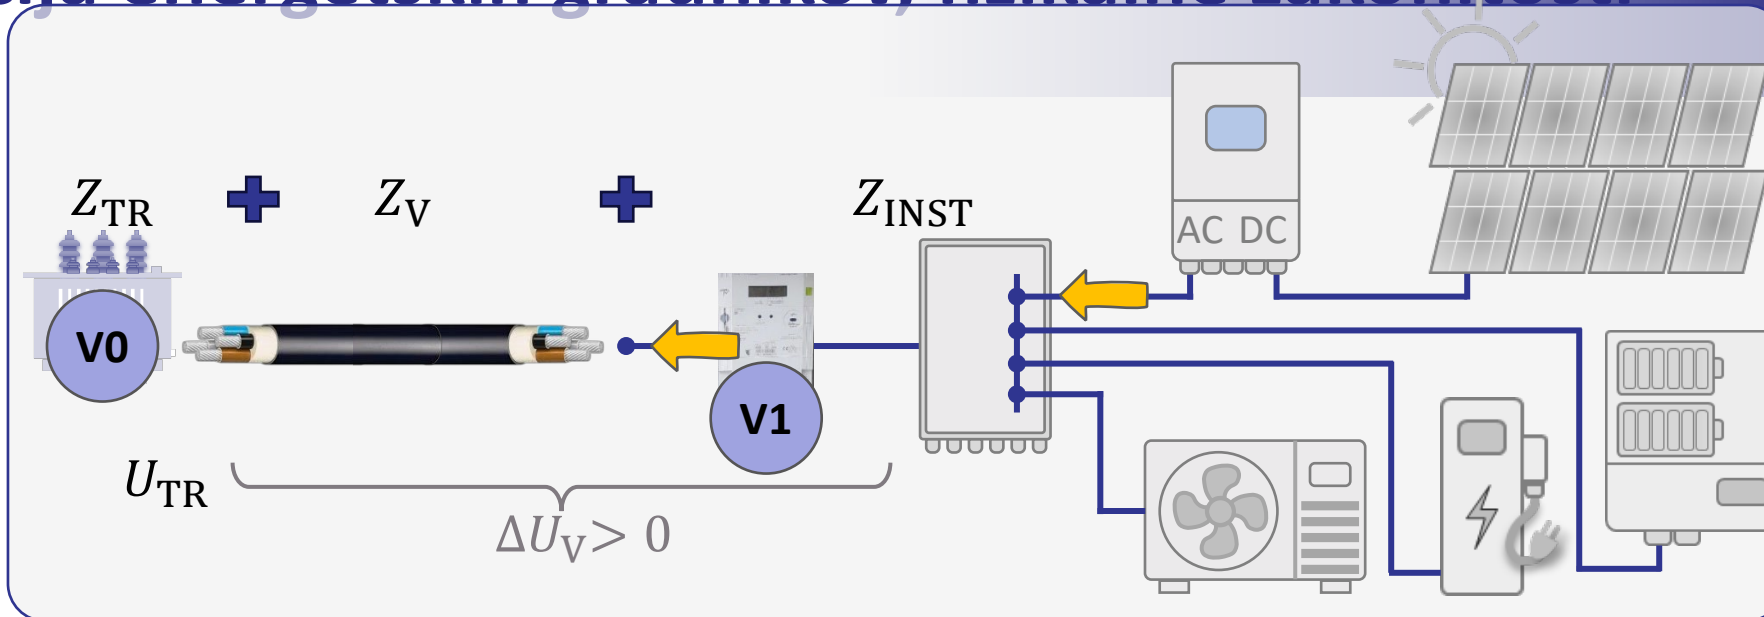 Z_TR + Z_V + Z_INST
AC DC
V0
V1
U_TR
ΔU_V > 0